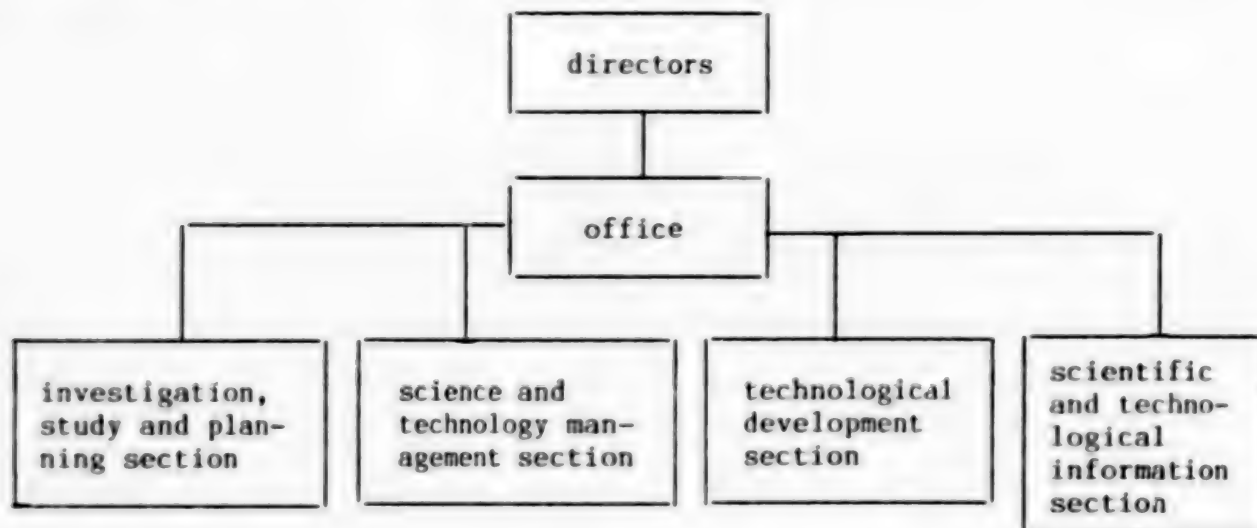 directors
office
investigation,
study and plan-
ning section
science and
technology man-
agement section
technological
development
section
scientific
and techno-
logical
information
section